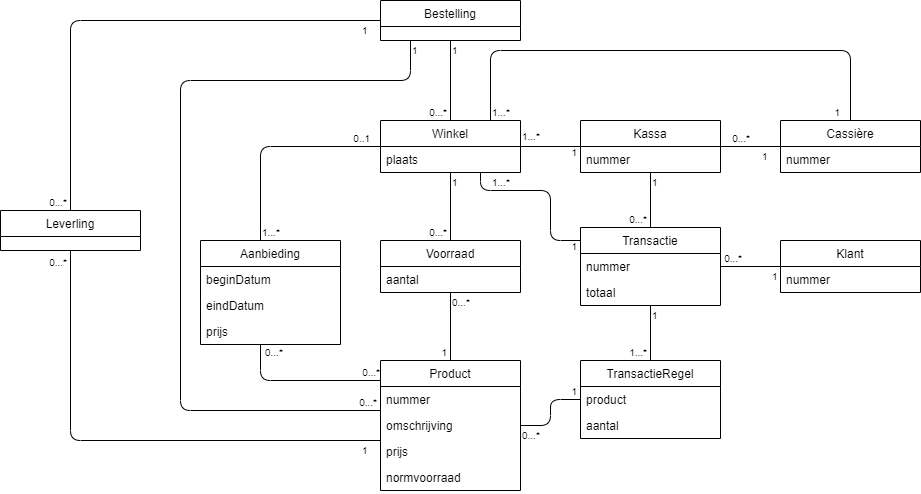 Bestelling
1
1
1
0...*
1...*
1
0..1
Winkel
plaats
1...*
1
Kassa
nummer
0...*
1
Cassière
nummer
0...*
Leverling
0...*
1...*
Aanbieding
beginDatum
eindDatum
prijs
0...*
1
0...*
Voorraad
aantal
0...*
1
1...*
1
1
0...*
Transactie
nummer
totaal
0...*
1
Klant
nummer
1
1...*
TransactieRegel
product
aantal
0...*
0...*
1
Product
nummer
omschrijving
prijs
normvoorraad
1
0...*